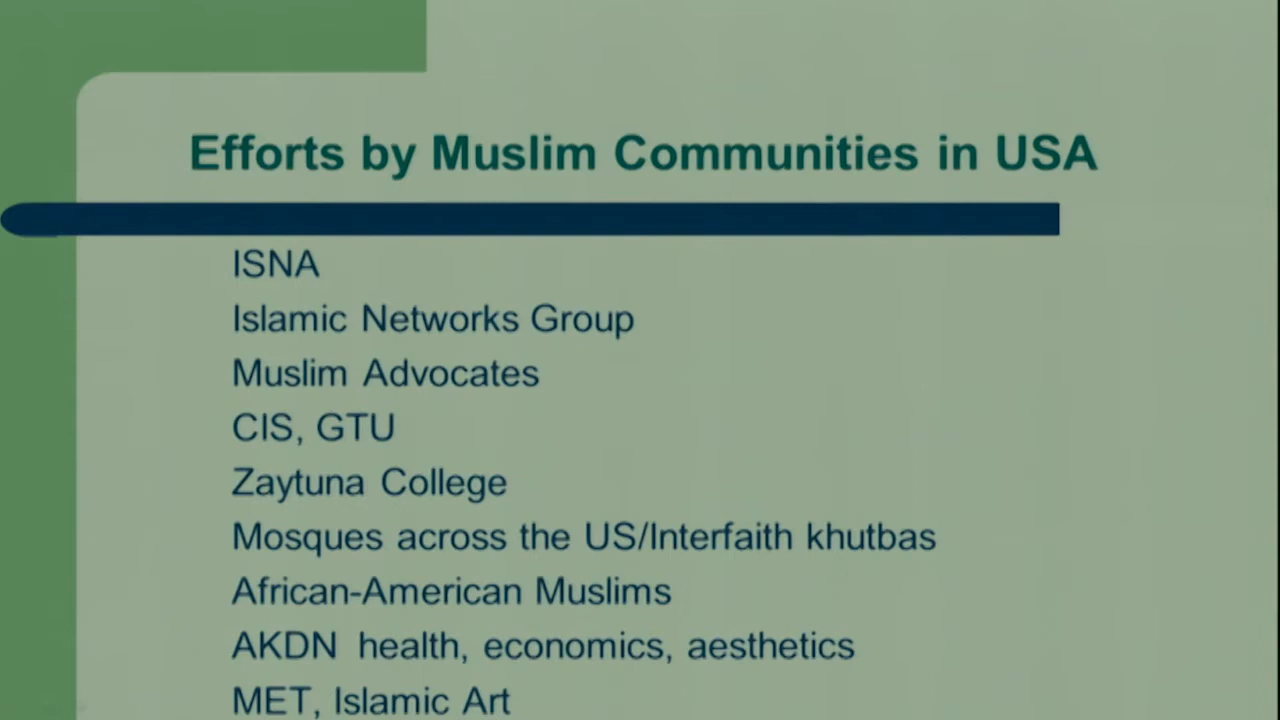 Efforts by Muslim Communities in USA
ISNA
Islamic Networks Group
Muslim Advocates
CIS, GTU
Zaytuna College
Mosques across the US/Interfaith khutbas
African-American Muslims
AKDN health, economics, aesthetics
MET, Islamic Art